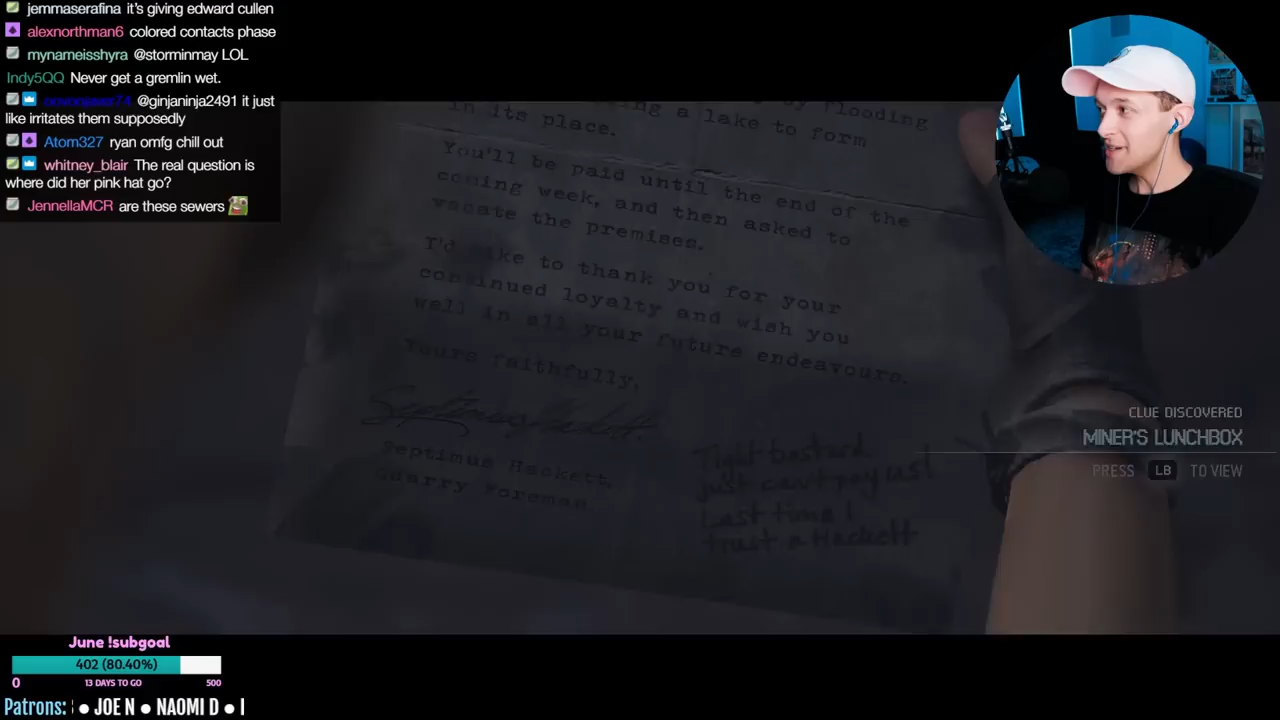 jemmaserafina it's giving edward cullen
alexnorthman6 colored contacts phase
mynameisshyra @storminmay LOL
Indy5QQ Never get a gremlin wet.
@ginjaninja2491 it just
like irritates them supposedly
Atom327 ryan omfg chill out
whitney_blair The real question is
where did her pink hat go?
JennellaMCR are these sewers
flooding
a lake to form
in its place.
You'll be paid until the end of the
coming week, and then asked to
vacate the premises.
I'd like to thank you for your
continued loyalty and wish you
well in all your future endeavours.
Yours faithfully,
Septimus Hackett.
Septimus Hackett,
Quarry Foreman
Tight bastard
just can't pay us!
Last time I
trust a Hackett
CLUE DISCOVERED
MINER'S LUNCHBOX
PRESS LB TO VIEW
June !subgoal
402 (80.40%)
0 13 DAYS TO GO 500
Patrons: ● JOE N ● NAOMI D ●